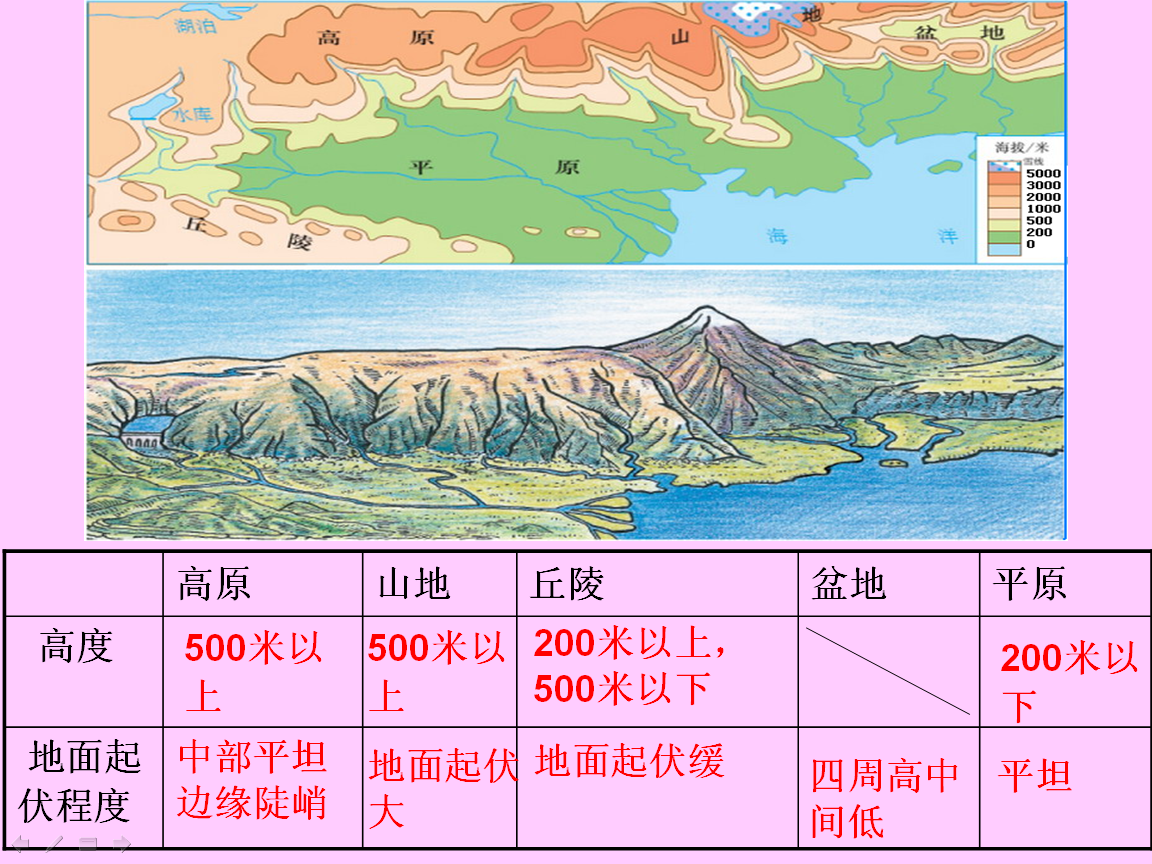 湖泊
高 原
山 地
盆 地
水库
平 原
丘 陵
海 洋
海拔/米
雪线
5000
3000
2000
1000
500
200
0
高原 山地 丘陵 盆地 平原
高度
500米以
上
500米以
上
200米以上，
500米以下
200米以
下
地面起
伏程度
中部平坦
边缘陡峭
地面起伏
大
地面起伏缓
四周高中
间低
平坦